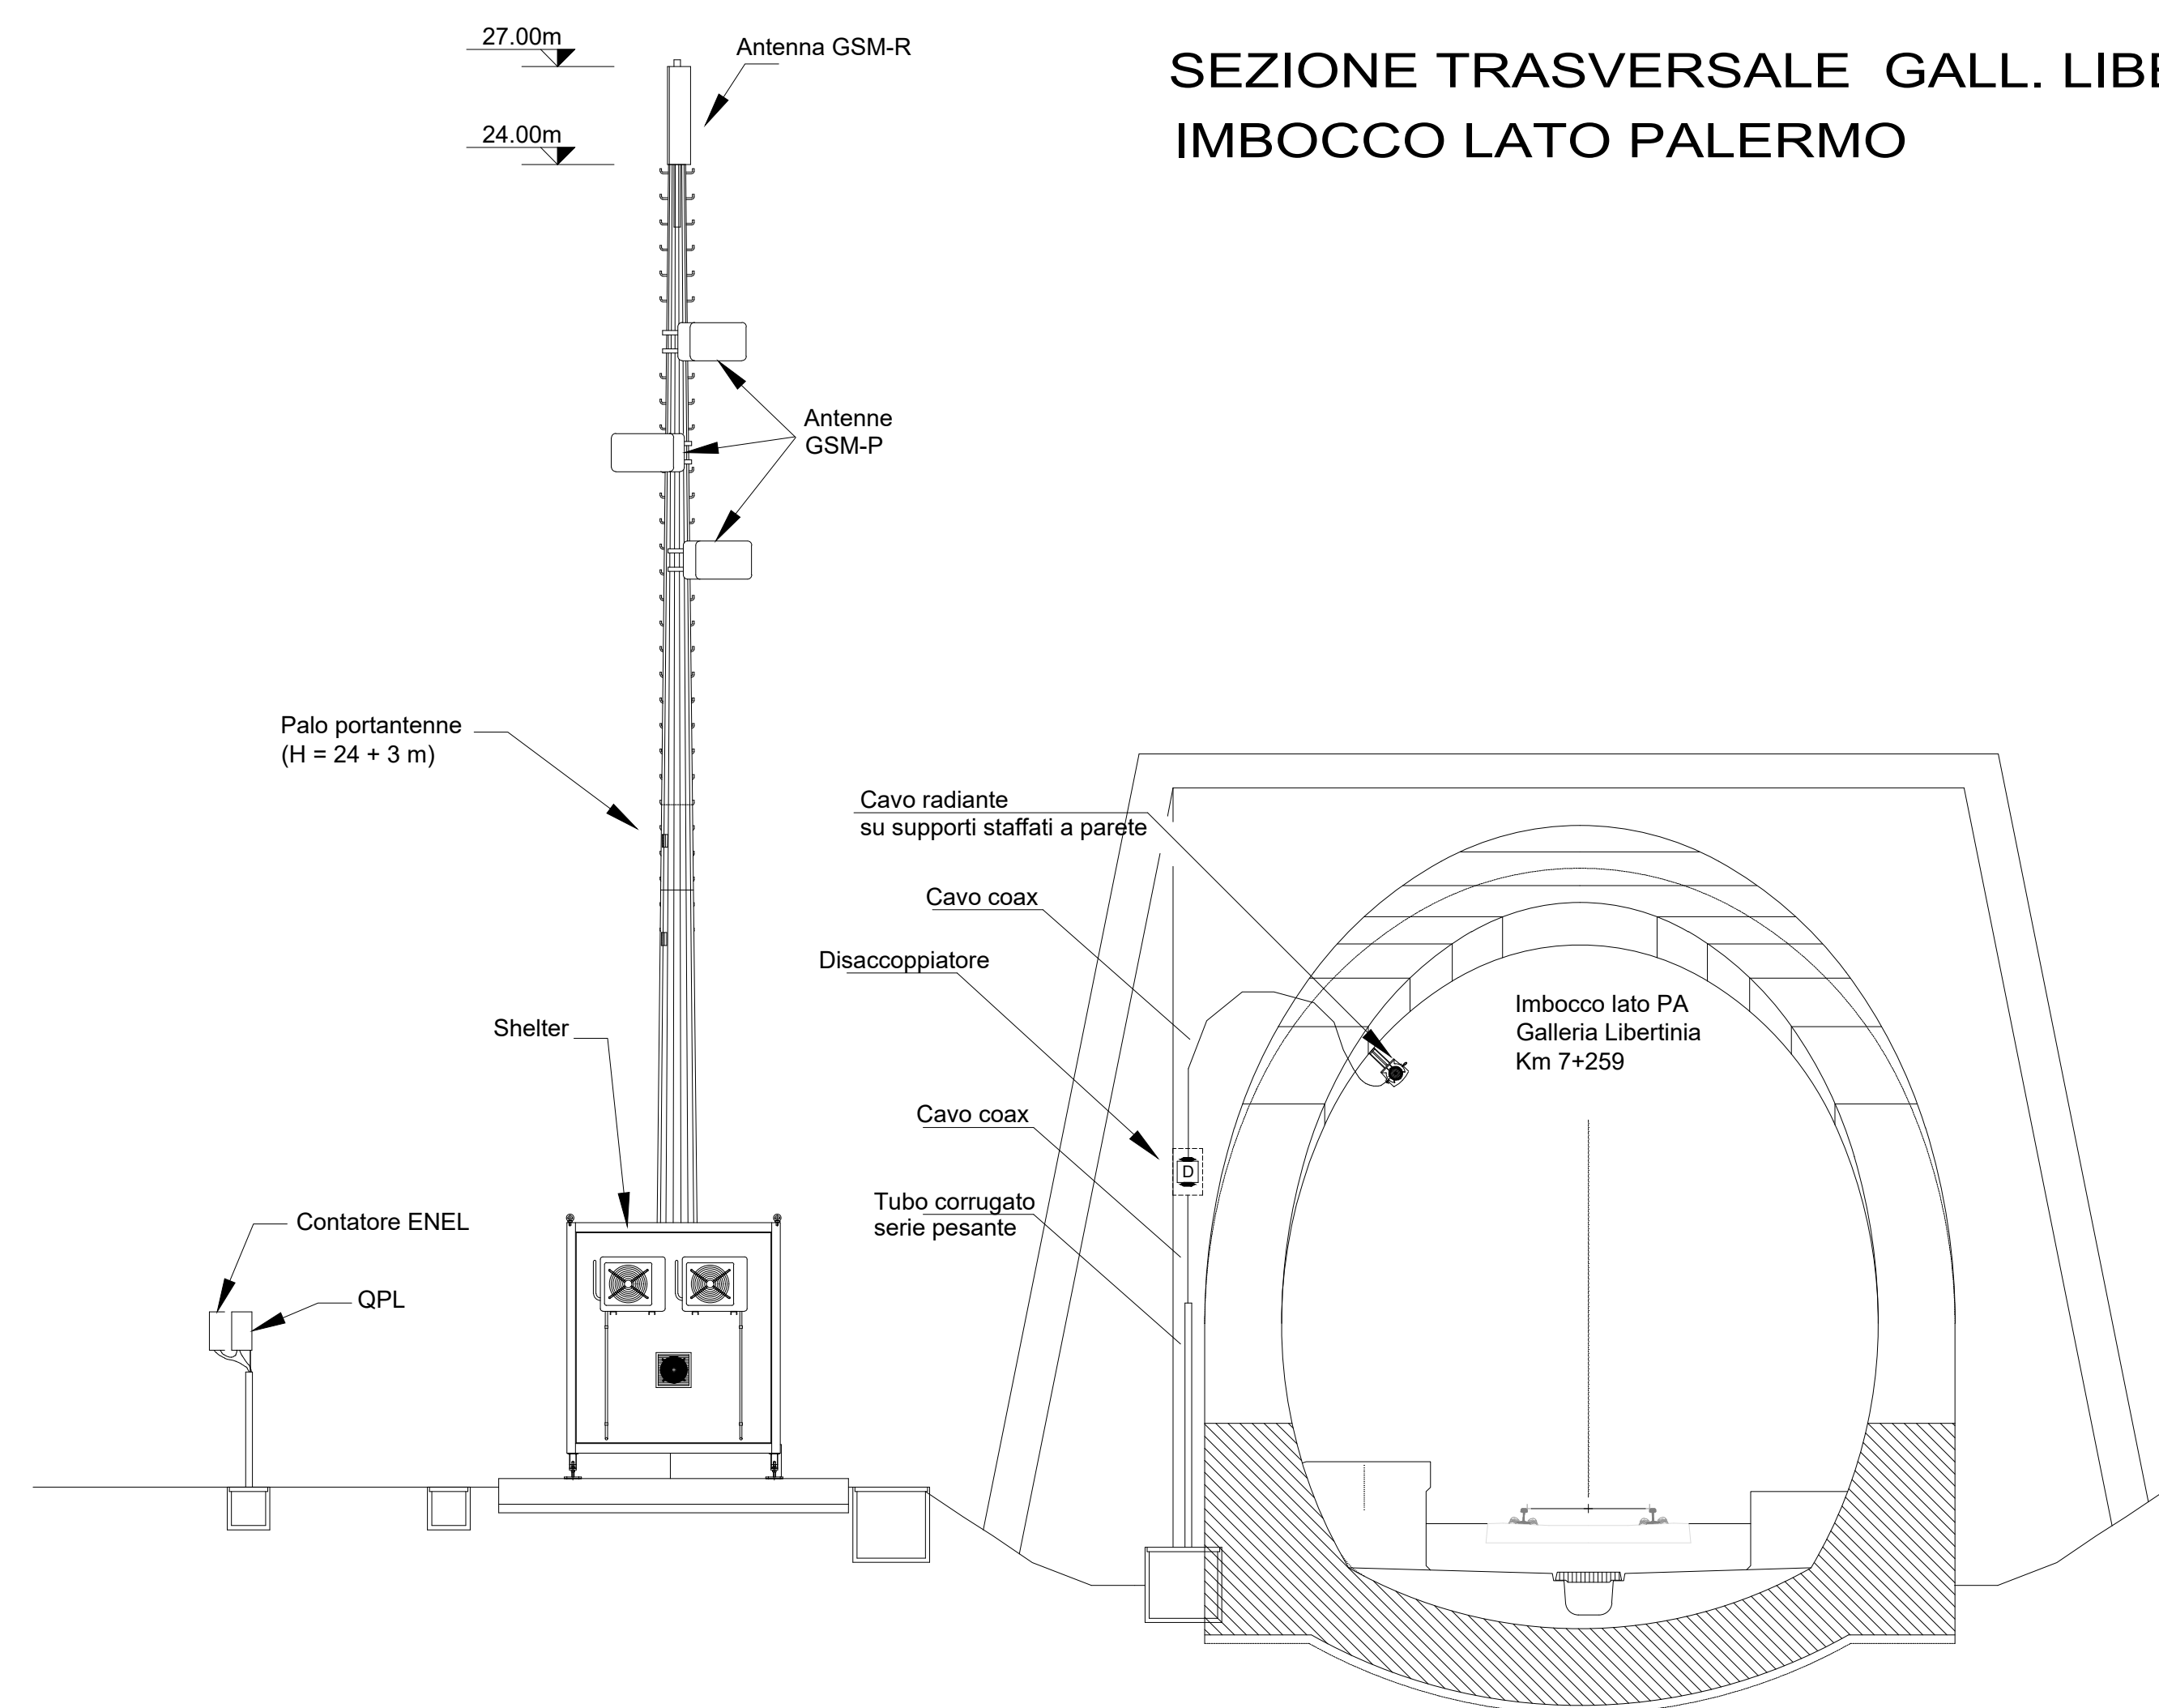 27.00m
Antenna GSM-R
SEZIONE TRASVERSALE GALL.
24.00m
IMBOCCO LATO PALERMO
Antenne
GSM-P
Palo portantenne
(H = 24 + 3 m)
Cavo radiante
su supporti staffati a parete
Cavo coax
Disaccoppiatore
Shelter
Imbocco lato PA
Galleria Libertinia
Km 7+259
Cavo coax
D
Tubo corrugato
serie pesante
Contatore ENEL
QPL